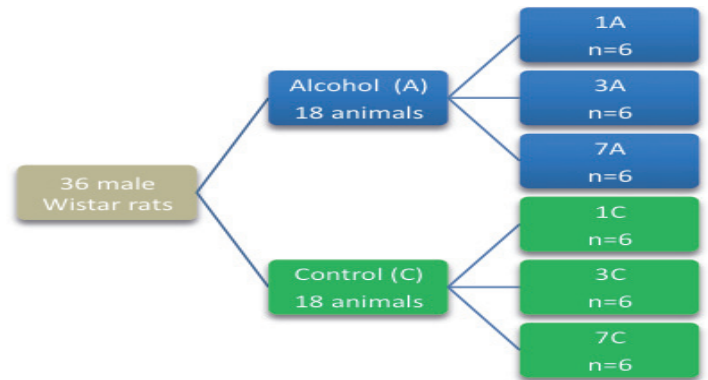 36 male
Wistar rats
Alcohol (A)
18 animals
Control (C)
18 animals
1A
n=6
3A
n=6
7A
n=6
1C
n=6
3C
n=6
7C
n=6